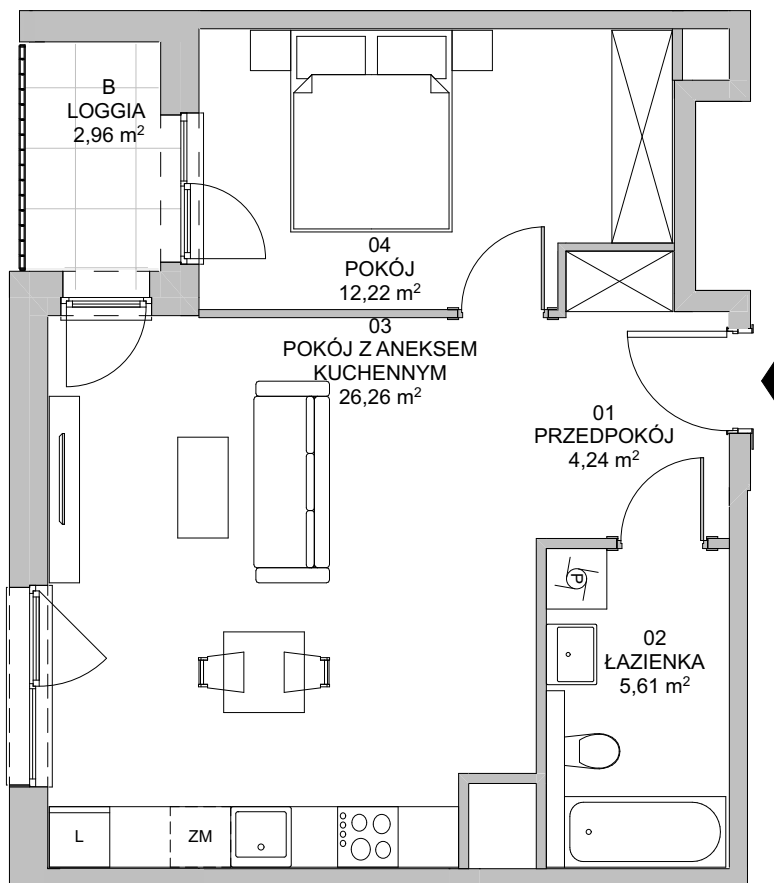 B
LOGGIA
2,96 m²
04
POKÓJ
12,22 m²
03
POKÓJ Z ANEKSEM
KUCHENNYM
26,26 m²
01
PRZEDPOKÓJ
4,24 m²
P
02
ŁAZIENKA
5,61 m²
L
ZM